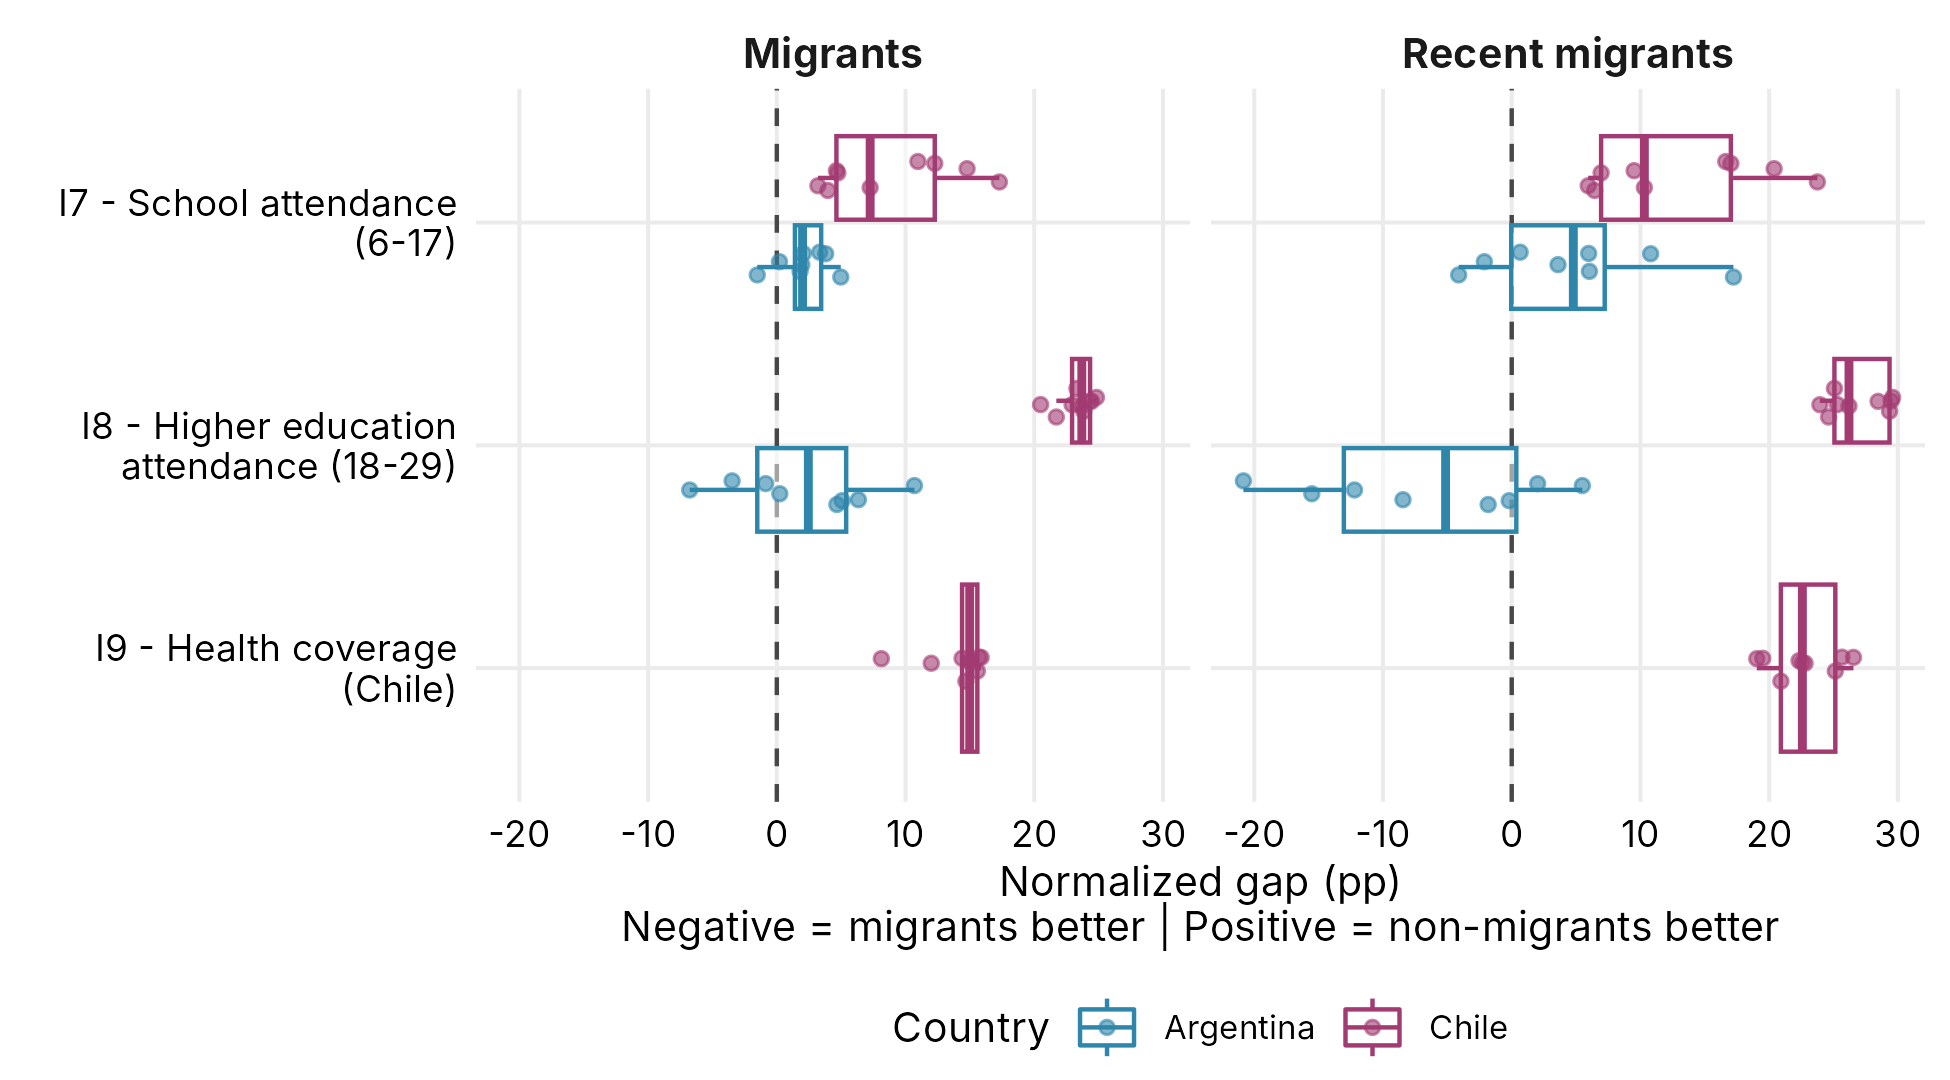 Migrants
Recent migrants
I7 - School attendance
(6-17)
I8 - Higher education
attendance (18-29)
I9 - Health coverage
(Chile)
-20 -10 0 10 20 30 -20 -10 0 10 20 30
Normalized gap (pp)
Negative = migrants better | Positive = non-migrants better
Country Argentina Chile